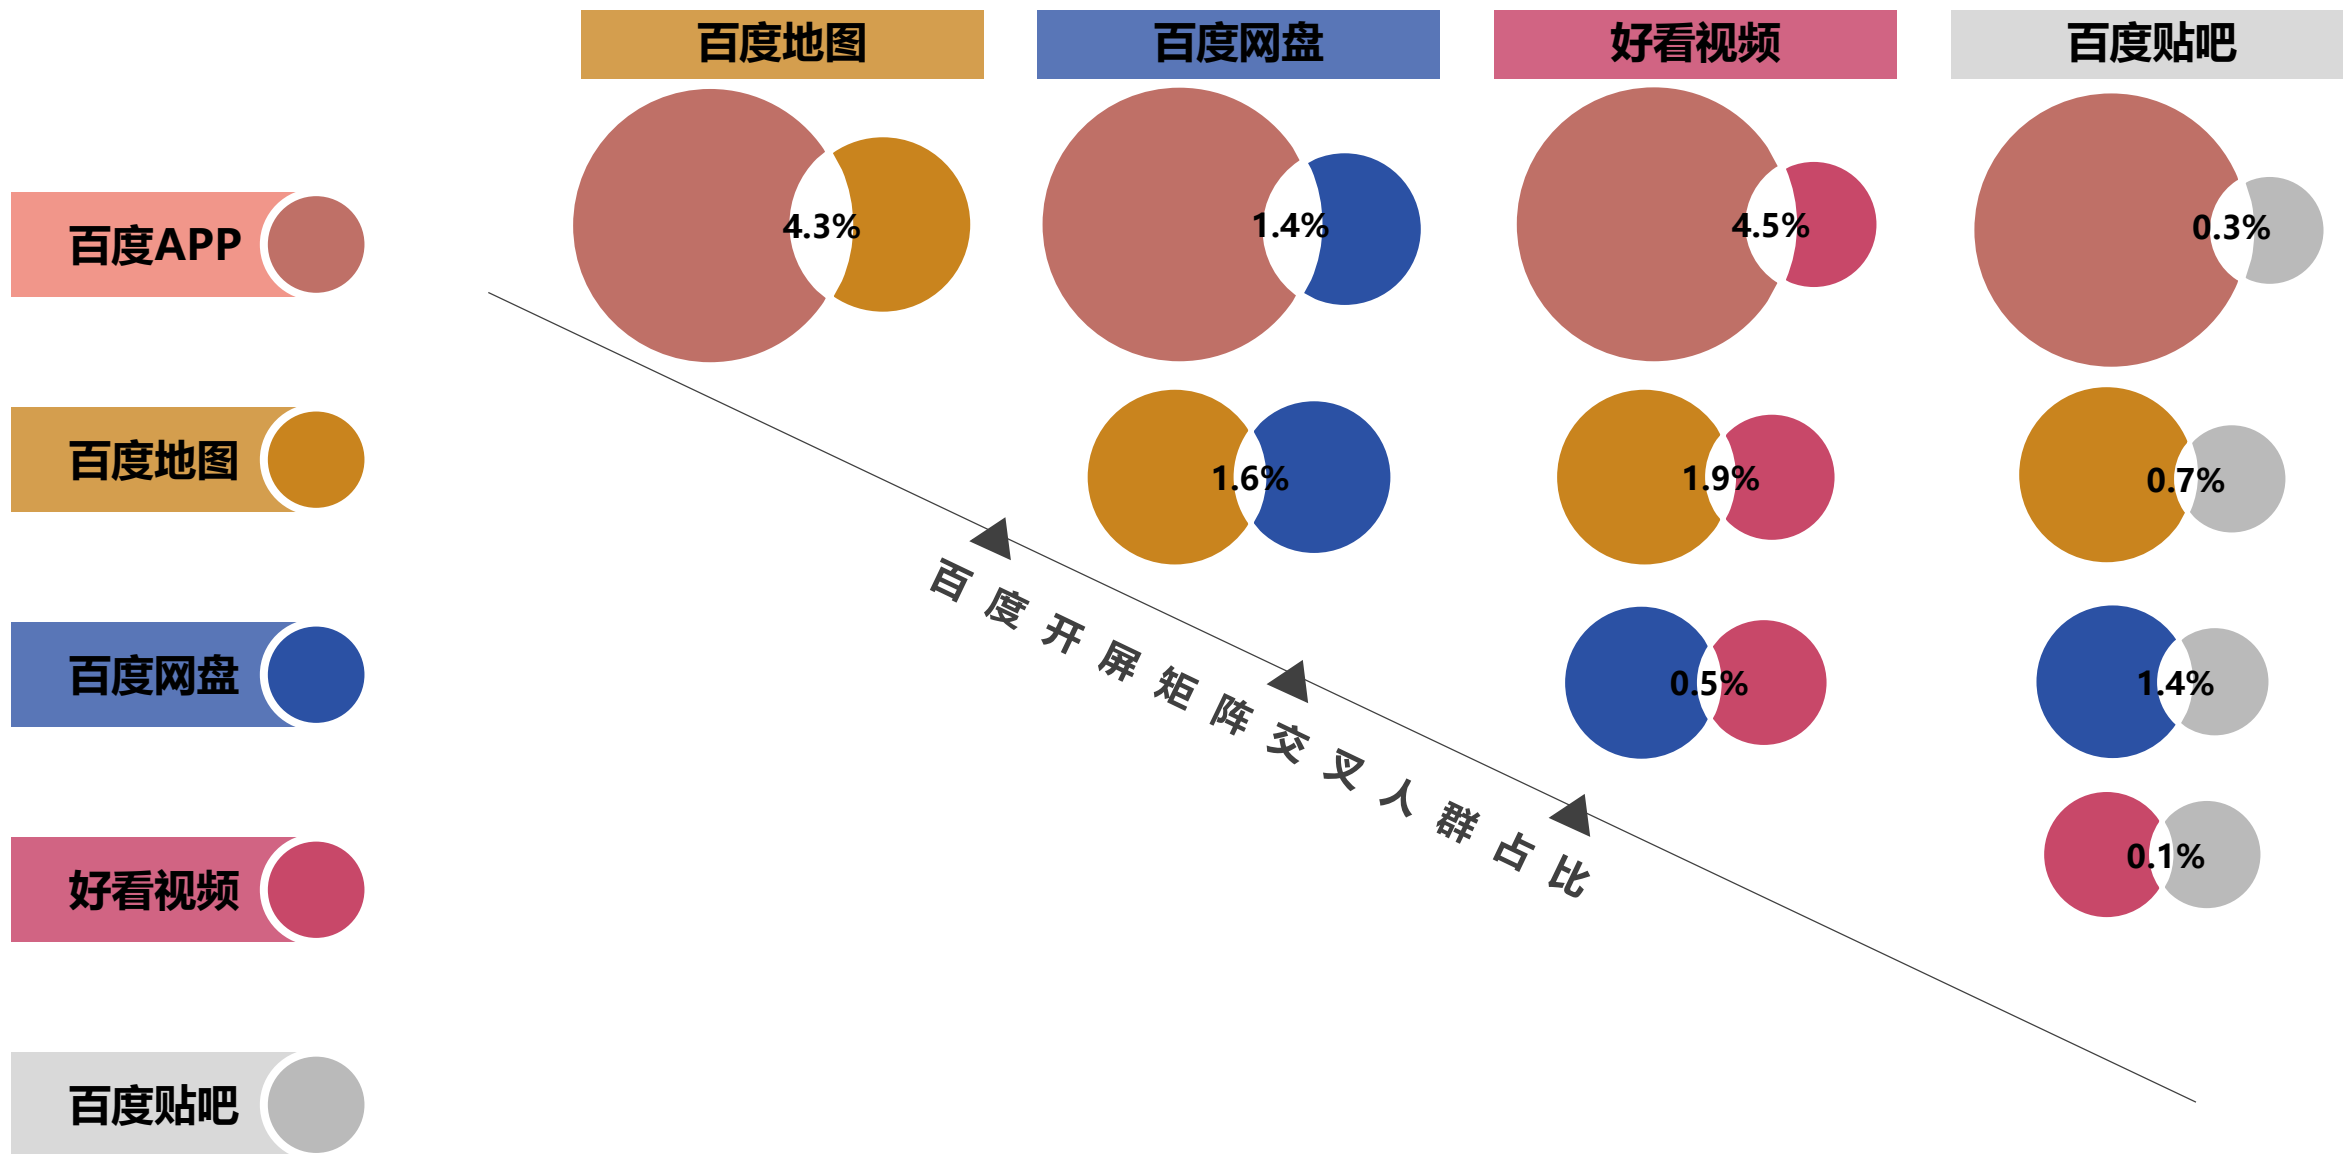 百度地图
百度网盘
好看视频
百度贴吧
百度APP
4.3%
1.4%
4.5%
0.3%
百度地图
1.6%
1.9%
0.7%
百度网盘
0.5%
1.4%
好看视频
0.1%
百度贴吧
百度开屏矩阵交叉人群占比